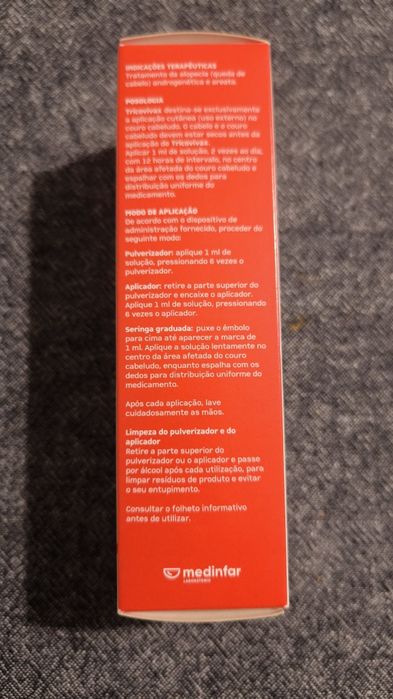 INDICAÇÕES TERAPÊUTICAS
Tratamento da alopecia (queda de
cabelo) androgenética e areata.
POSOLOGIA
Tricovivax destina-se exclusivamente
a aplicação cutânea (uso externo) no
couro cabeludo. O cabelo e o couro
cabeludo devem estar secos antes da
aplicação de Tricovivax.
Aplicar 1 ml de solução, 2 vezes ao dia,
com 12 horas de intervalo, no centro
da área afetada do couro cabeludo e
espalhar com os dedos para
distribuição uniforme do
medicamento.
MODO DE APLICAÇÃO
De acordo com o dispositivo de
administração fornecido, proceder do
seguinte modo:
Pulverizador: aplique 1 ml de
solução, pressionando 6 vezes o
pulverizador.
Aplicador: retire a parte superior do
pulverizador e encaixe o aplicador.
Aplique 1 ml de solução, pressionando
6 vezes o aplicador.
Seringa graduada: puxe o êmbolo
para cima até aparecer a marca de
1 ml. Aplique a solução lentamente no
centro da área afetada do couro
cabeludo, enquanto espalha com os
dedos para distribuição uniforme do
medicamento.
Após cada aplicação, lave
cuidadosamente as mãos.
Limpeza do pulverizador e do
aplicador
Retire a parte superior do
pulverizador ou o aplicador e passe
por álcool após cada utilização, para
limpar resíduos de produto e evitar
o seu entupimento.
Consultar o folheto informativo
antes de utilizar.
medinfar
LABORATÓRIO